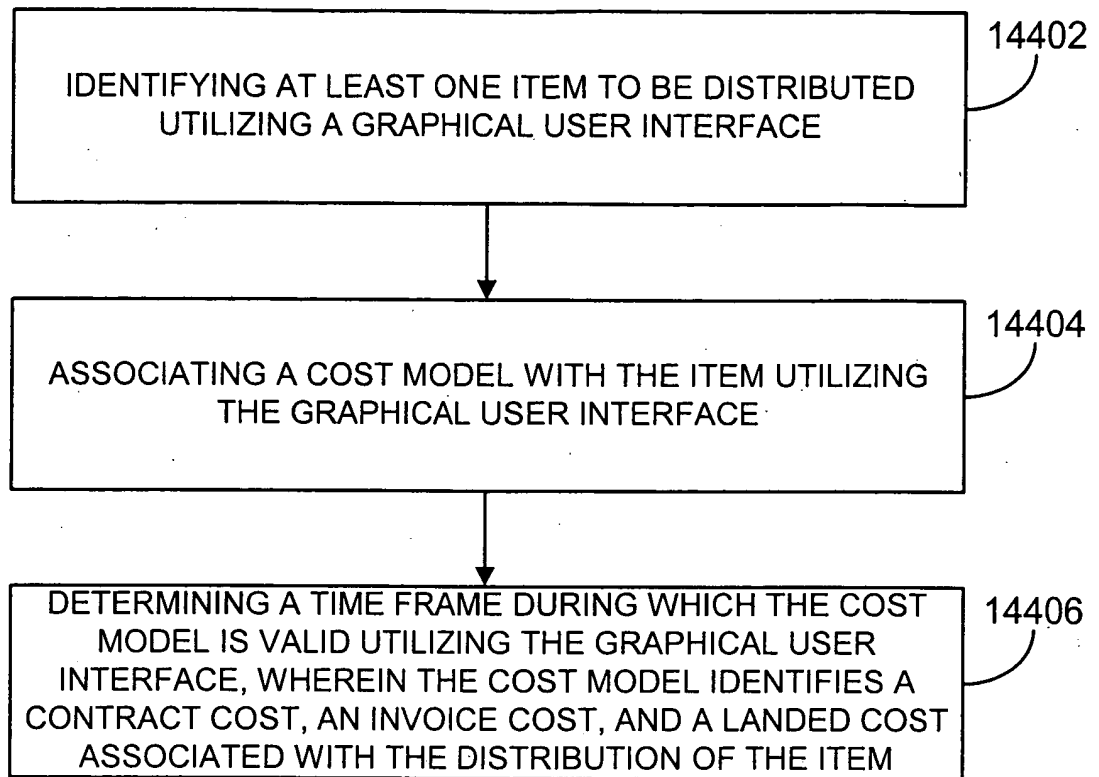 14402
IDENTIFYING AT LEAST ONE ITEM TO BE DISTRIBUTED
UTILIZING A GRAPHICAL USER INTERFACE
14404
ASSOCIATING A COST MODEL WITH THE ITEM UTILIZING
THE GRAPHICAL USER INTERFACE
14406
DETERMINING A TIME FRAME DURING WHICH THE COST
MODEL IS VALID UTILIZING THE GRAPHICAL USER
INTERFACE, WHEREIN THE COST MODEL IDENTIFIES A
CONTRACT COST, AN INVOICE COST, AND A LANDED COST
ASSOCIATED WITH THE DISTRIBUTION OF THE ITEM